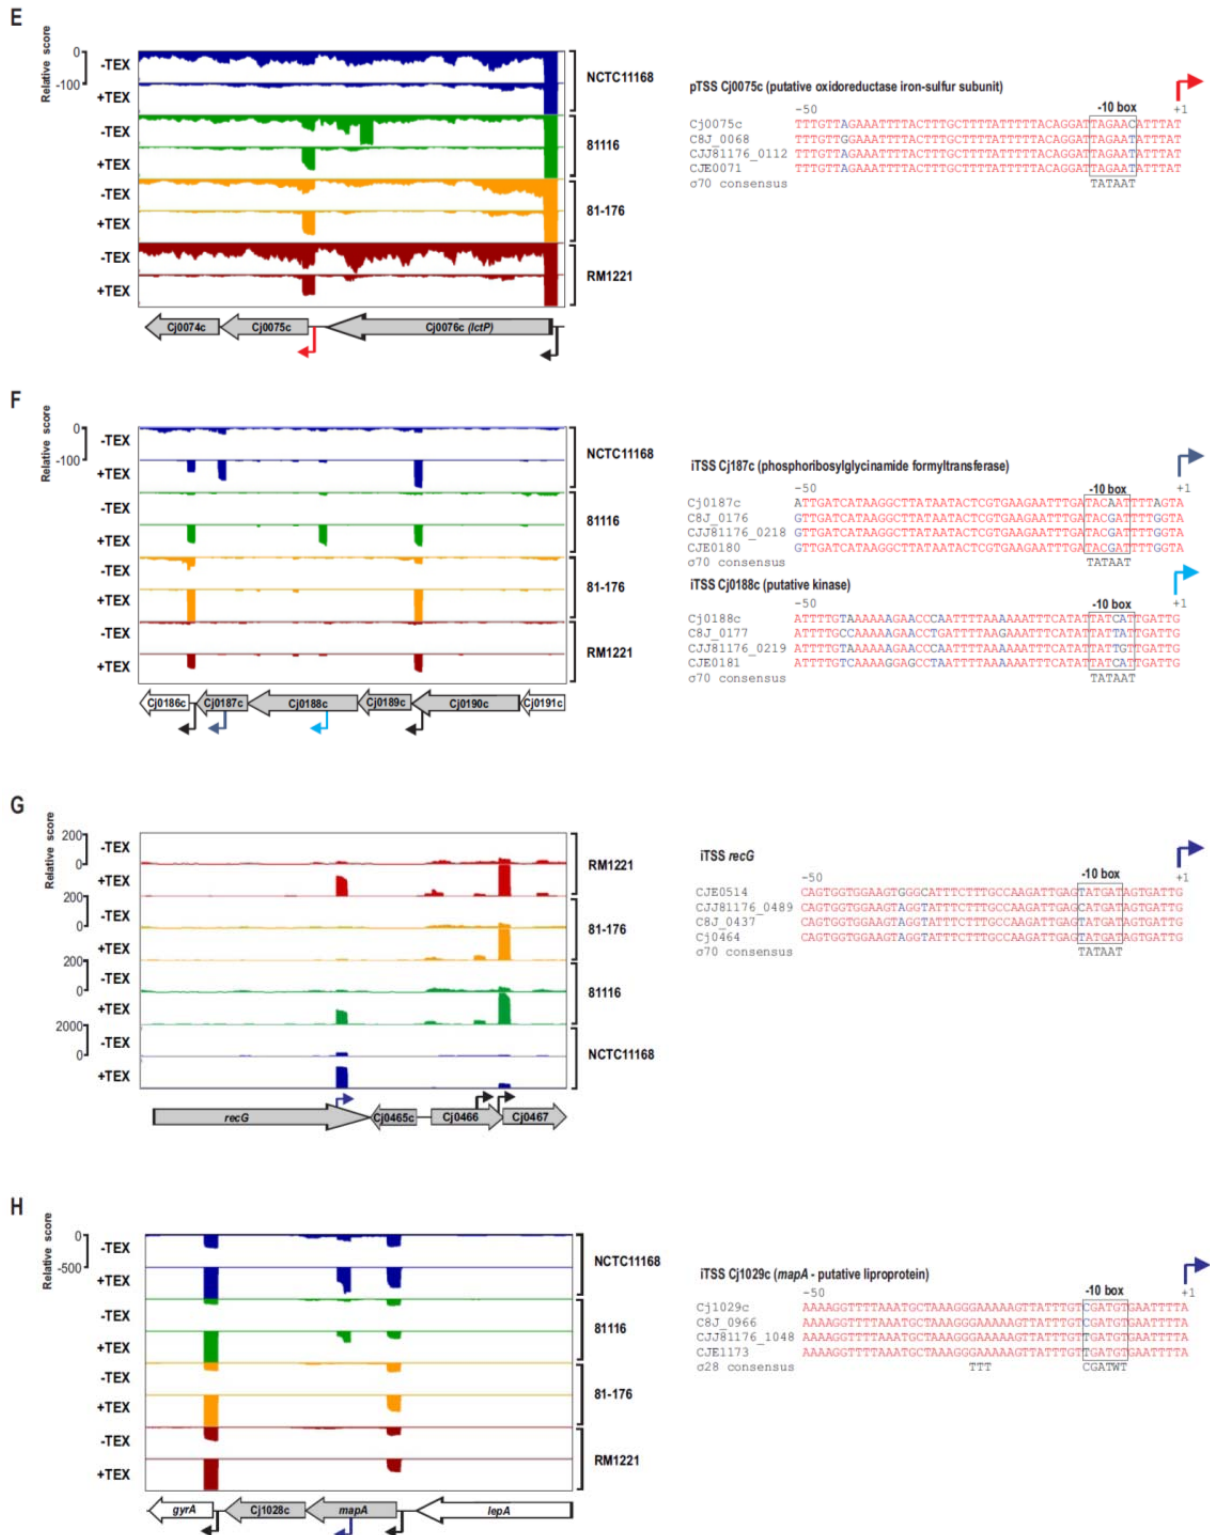 E
Relative score
0
-100
-TEX
+TEX
NCTC11168
-TEX
+TEX
81116
-TEX
+TEX
81-176
-TEX
+TEX
RM1221
Cj0074c Cj0075c Cj0076c (lctP)
pTSS Cj0075c (putative oxidoreductase iron-sulfur subunit)
-50 -10 box +1
Cj0075c TTTGTTAGAAATTTTACTTTGCTTTTATTTTTACAGGATTAGAACATTTAT
C8J_0068 TTTGTTGGAAATTTTACTTTGCTTTTATTTTTACAGGATTAGAATATTTAT
CJJ81176_0112 TTTGTTAGAAATTTTACTTTGCTTTTATTTTTACAGGATTAGAATATTTAT
CJE0071 TTTGTTAGAAATTTTACTTTGCTTTTATTTTTACAGGATTAGAATATTTAT
σ70 consensus TATAAT
F
Relative score
0
-100
-TEX
+TEX
NCTC11168
-TEX
+TEX
81116
-TEX
+TEX
81-176
-TEX
+TEX
RM1221
Cj0186c Cj0187c Cj0188c Cj0189c Cj0190c Cj0191c
iTSS Cj187c (phosphoribosylglycinamide formyltransferase)
-50 -10 box +1
Cj0187c ATTGATCATAAGGCTTATAATACTCGTGAAGAATTTGATACAATTTTAGTA
C8J_0176 GTTGATCATAAGGCTTATAATACTCGTGAAGAATTTGATACGATTTTGGTA
CJJ81176_0218 GTTGATCATAAGGCTTATAATACTCGTGAAGAATTTGATACGATTTTGGTA
CJE0180 GTTGATCATAAGGCTTATAATACTCGTGAAGAATTTGATACGATTTTGGTA
σ70 consensus TATAAT
iTSS Cj0188c (putative kinase)
-50 -10 box +1
Cj0188c ATTTTGTAAAAAAGAACCCAATTTTAAAAAAATTTCATATTATCATTGATTG
C8J_0177 ATTTTGCCAAAAAGAACCTGATTTTAAGAAATTTCATATTATTATTGATTG
CJJ81176_0219 ATTTTGTAAAAAAGAACCCAATTTTAAAAAAATTTCATATTATTGTTGATTG
CJE0181 ATTTTGTCAAAAGGAGCCTAATTTTAAAAAAATTTCATATTATCATTGATTG
σ70 consensus TATAAT
G
Relative score
200
0
-TEX
+TEX
RM1221
200
0
-TEX
+TEX
81-176
200
0
-TEX
+TEX
81116
2000
0
-TEX
+TEX
NCTC11168
recG Cj0465c Cj0466 Cj0467
iTSS recG
-50 -10 box +1
CJE0514 CAGTGGTGGAAGTGGGCATTTCTTTGCCAAGATTGAGTATGATAGTGATTG
CJJ81176_0489 CAGTGGTGGAAGTAGGTATTTCTTTGCCAAGATTGAGCATGATAGTGATTG
C8J_0437 CAGTGGTGGAAGTAGGTATTTCTTTGCCAAGATTGAGTATGATAGTGATTG
Cj0464 CAGTGGTGGAAGTAGGTATTTCTTTGCCAAGATTGAGTATGATAGTGATTG
σ70 consensus TATAAT
H
Relative score
0
-500
-TEX
+TEX
NCTC11168
-TEX
+TEX
81116
-TEX
+TEX
81-176
-TEX
+TEX
RM1221
gyrA Cj1028c mapA lepA
iTSS Cj1029c (mapA - putative liproprotein)
-50 -10 box +1
Cj1029c AAAAGGTTTTAAATGCTAAAGGGAAAAAGTTATTTGTCGATGTGAATTTTA
C8J_0966 AAAAGGTTTTAAATGCTAAAGGGAAAAAGTTATTTGTCGATGTGAATTTTA
CJJ81176_1048 AAAAGGTTTTAAATGCTAAAGGGAAAAAGTTATTTGTTGATGTGAATTTTA
CJE1173 AAAAGGTTTTAAATGCTAAAGGGAAAAAGTTATTTGTTGATGTGAATTTTA
σ28 consensus TTT CGATWT